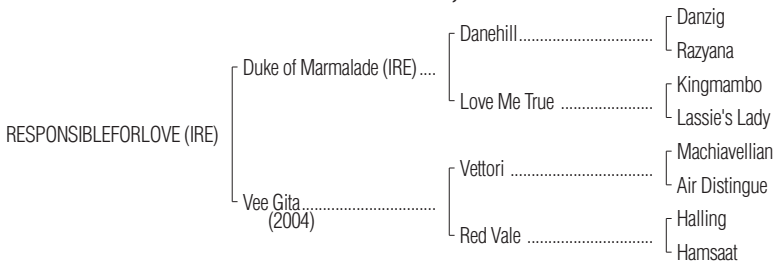 Danzig
Danehill
Razyana
Duke of Marmalade (IRE) ....
Kingmambo
Love Me True
Lassie's Lady
RESPONSIBLEFORLOVE (IRE)
Machiavellian
Vettori
Air Distingue
Vee Gita
(2004)
Halling
Red Vale
Hamsaat